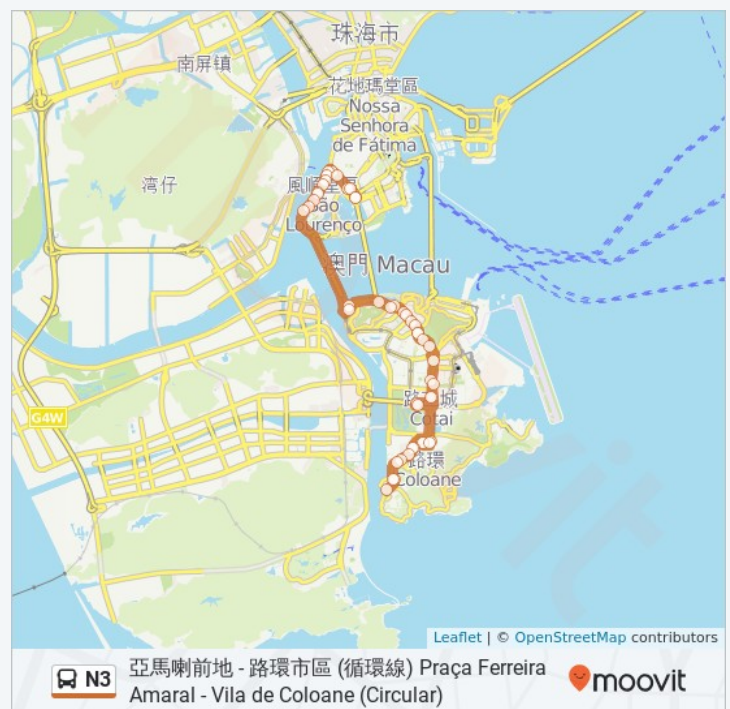 珠海市
南屏镇
花地瑪堂區
Nossa
Senhora
de Fátima
湾仔
風順堂區
São
Lourenço
澳門 Macau
G4W
路氹城
Cotai
路環
Coloane
Leaflet | © OpenStreetMap contributors
N3
亞馬喇前地 - 路環市區 (循環線) Praça Ferreira
Amaral - Vila de Coloane (Circular)
moovit